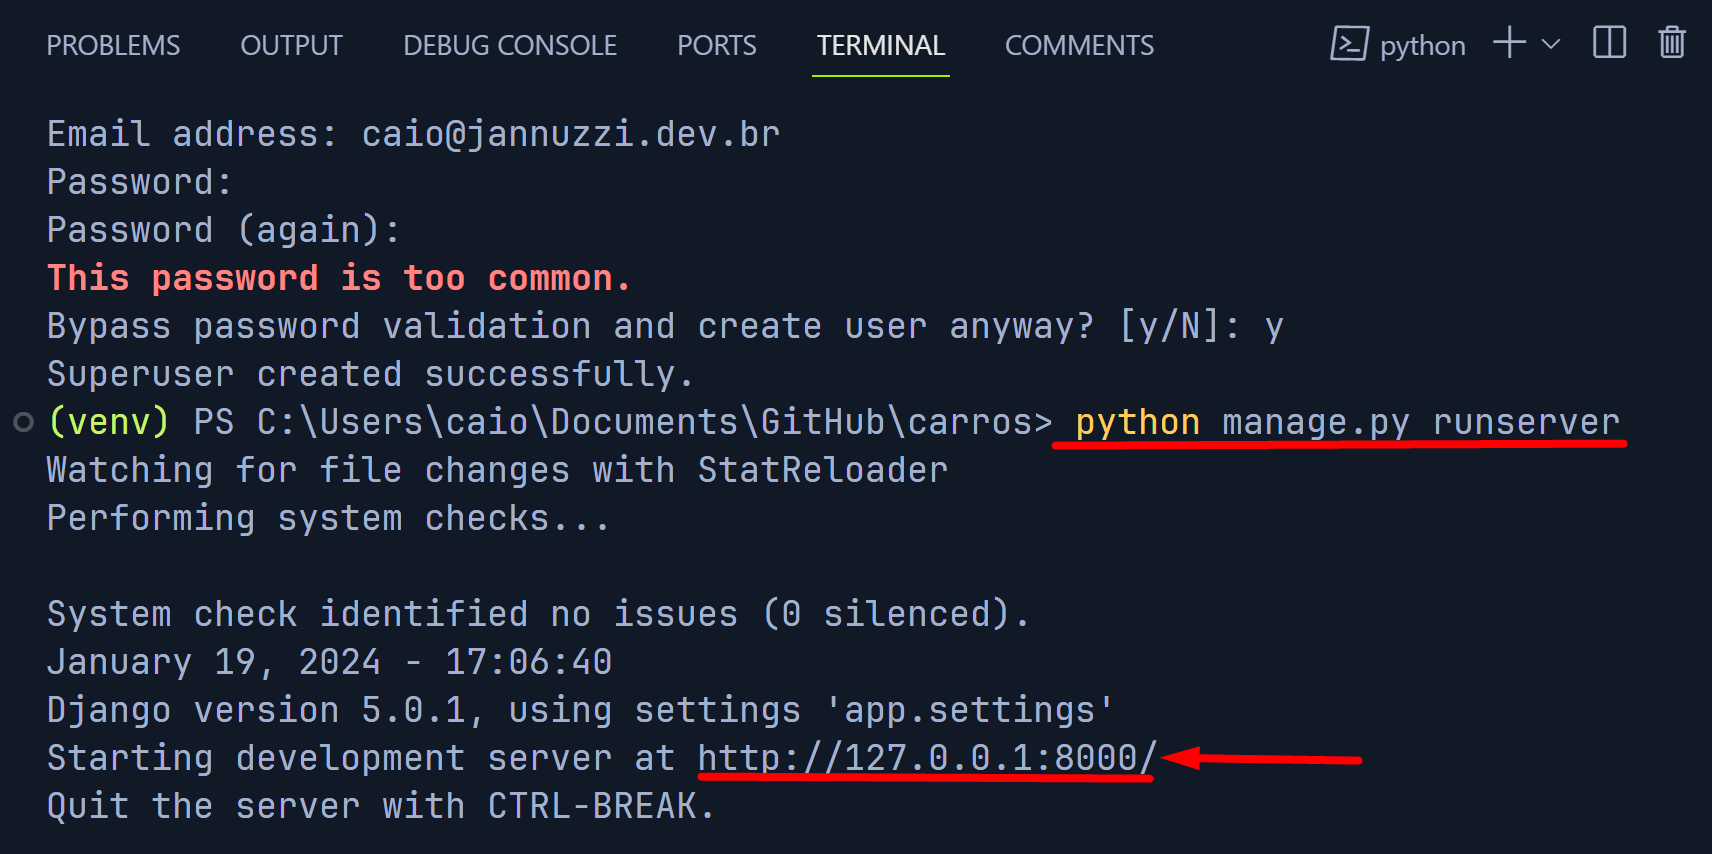 PROBLEMS OUTPUT DEBUG CONSOLE PORTS TERMINAL COMMENTS python
Email address: caio@jannuzzi.dev.br
Password:
Password (again):
This password is too common.
Bypass password validation and create user anyway? [y/N]: y
Superuser created successfully.
(venv) PS C:\Users\caio\Documents\GitHub\carros> python manage.py runserver
Watching for file changes with StatReloader
Performing system checks...
System check identified no issues (0 silenced).
January 19, 2024 - 17:06:40
Django version 5.0.1, using settings 'app.settings'
Starting development server at http://127.0.0.1:8000/
Quit the server with CTRL-BREAK.